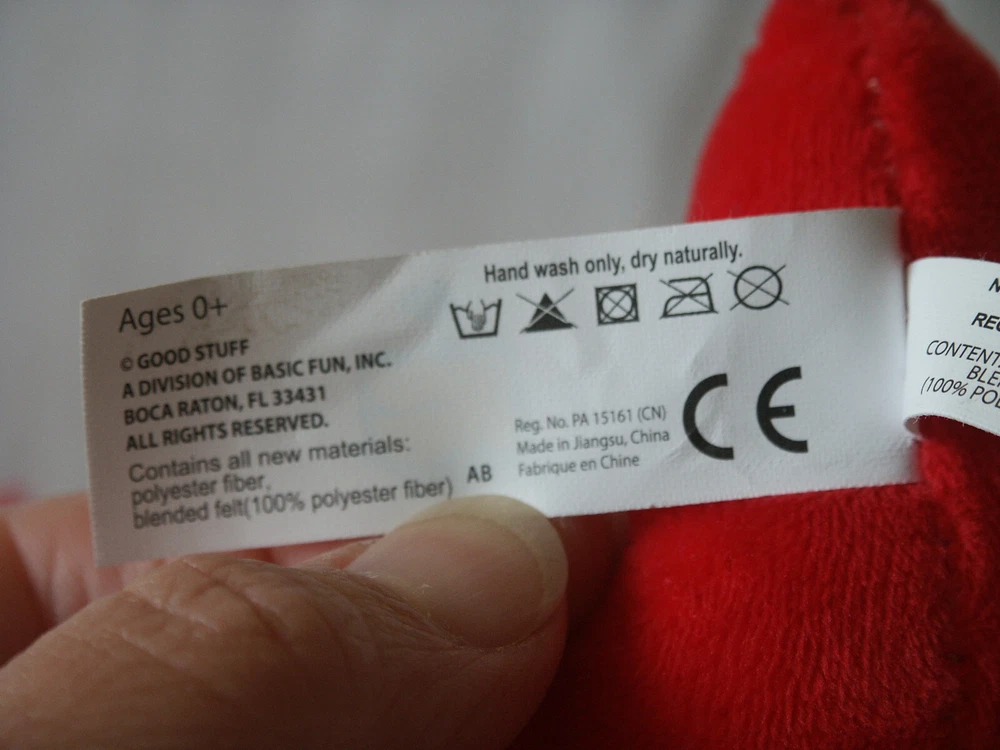 Ages 0+
© GOOD STUFF
A DIVISION OF BASIC FUN, INC.
BOCA RATON, FL 33431
ALL RIGHTS RESERVED.
Contains all new materials:
polyester fiber,
blended felt(100% polyester fiber)
AB
Hand wash only, dry naturally.
Reg. No. PA 15161 (CN)
Made in Jiangsu, China
Fabrique en Chine
CE
(100%